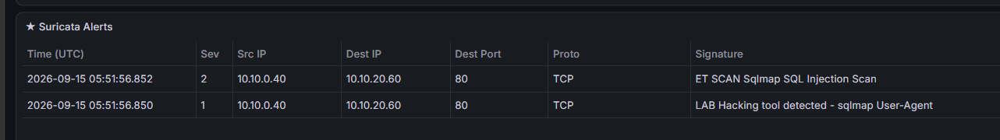 ★ Suricata Alerts
Time (UTC) Sev Src IP Dest IP Dest Port Proto Signature
2026-09-15 05:51:56.852 2 10.10.0.40 10.10.20.60 80 TCP ET SCAN Sqlmap SQL Injection Scan
2026-09-15 05:51:56.850 1 10.10.0.40 10.10.20.60 80 TCP LAB Hacking tool detected - sqlmap User-Agent